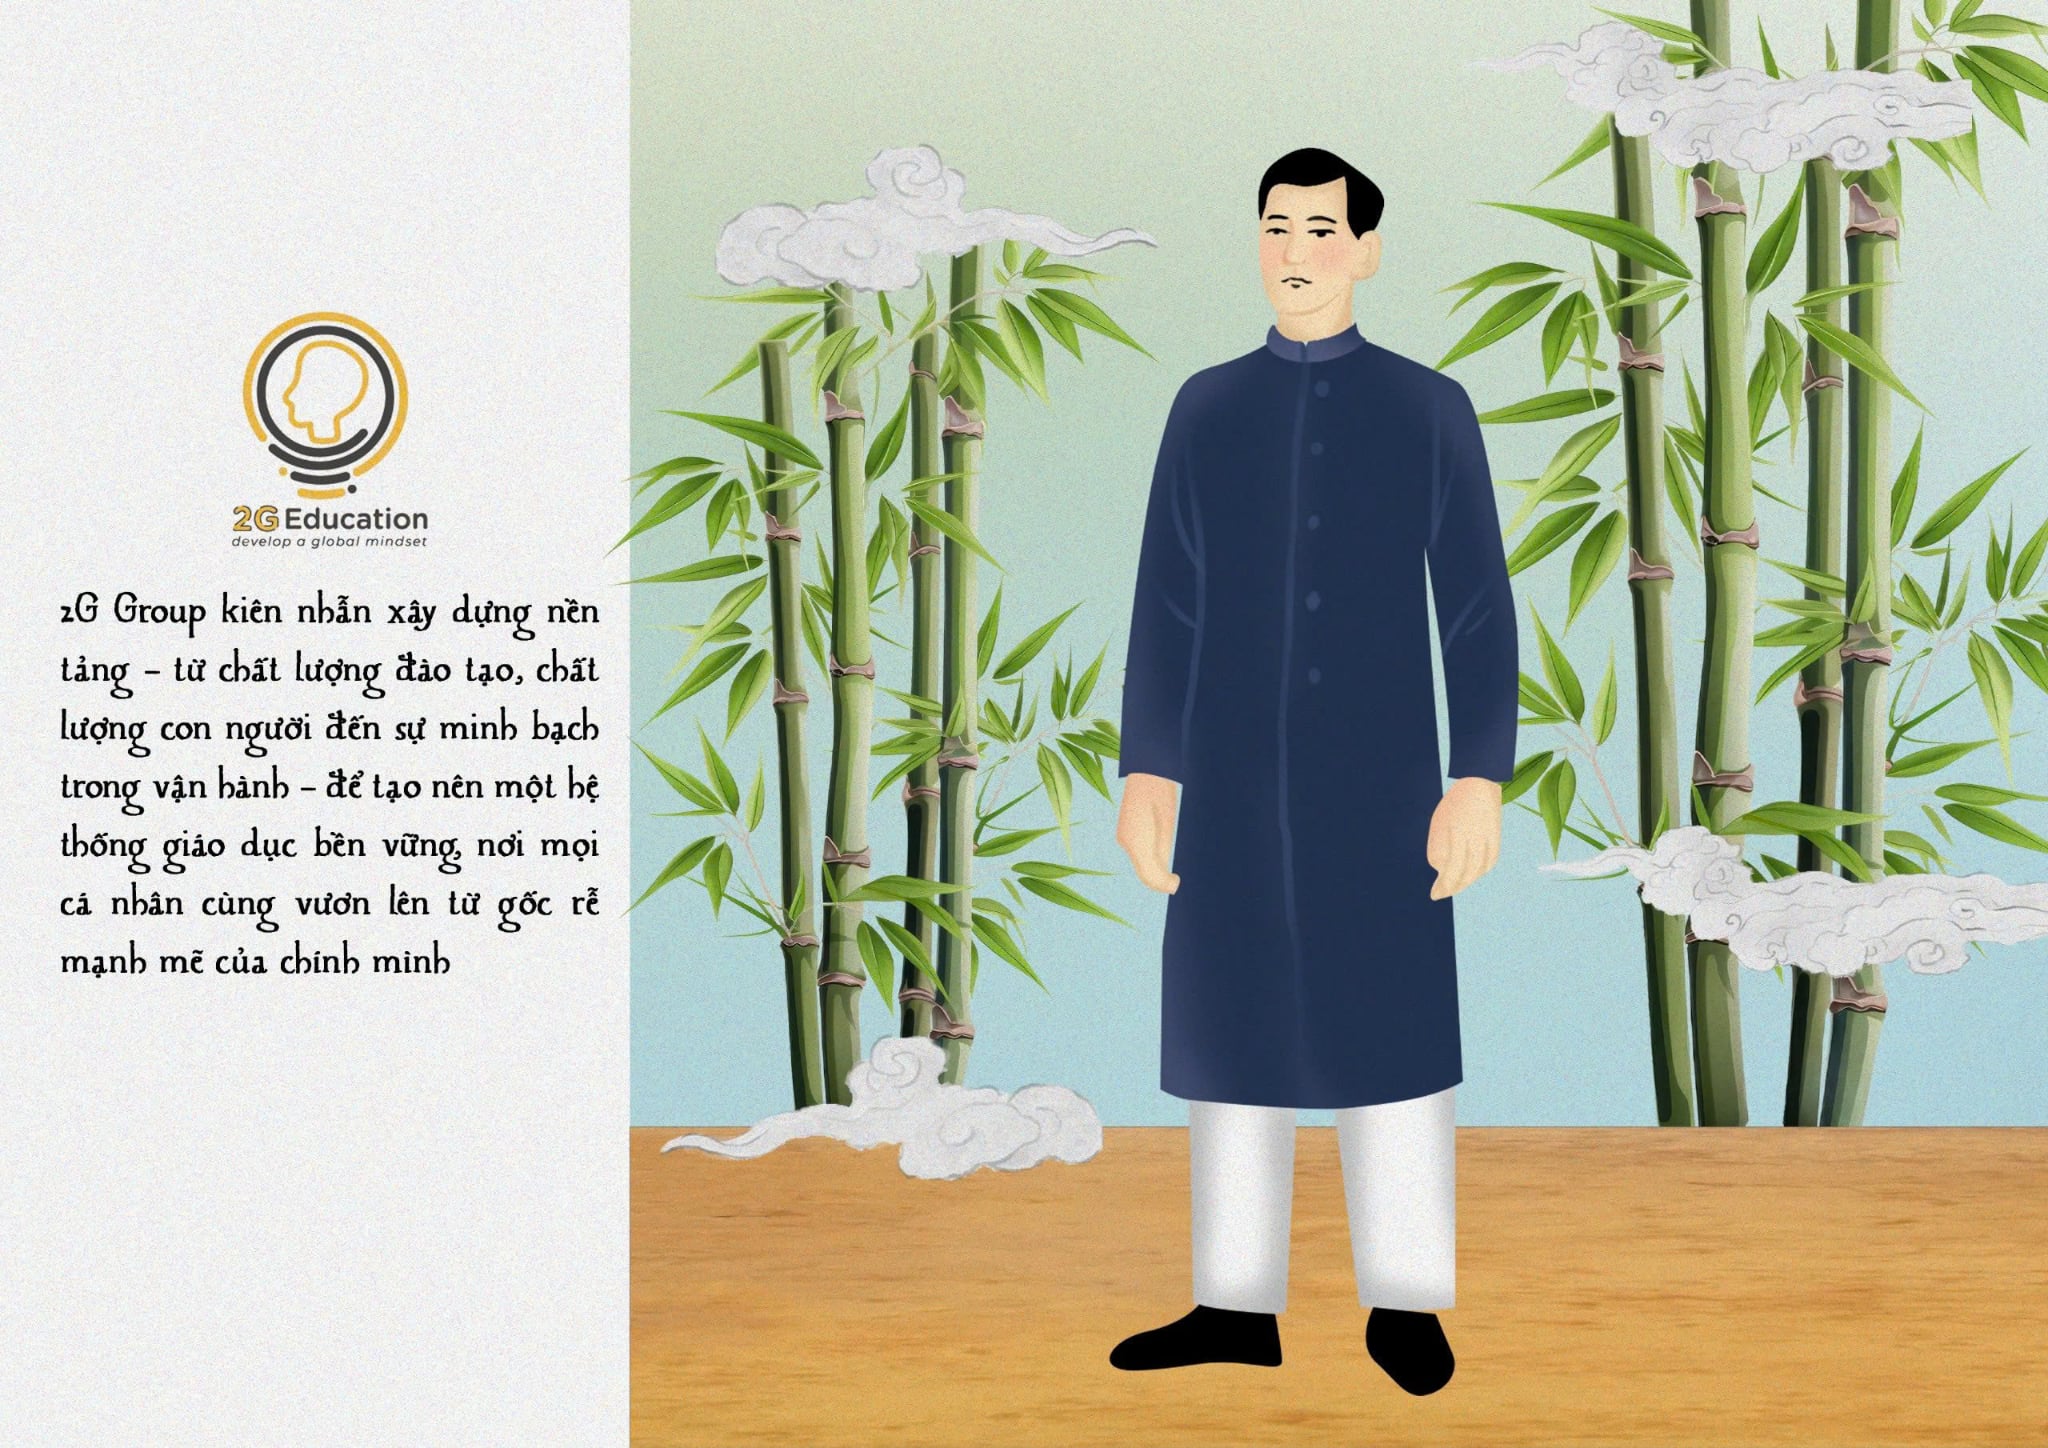 2G Education
develop a global mindset
2G Group kiên nhẫn xây dựng nền
tảng – từ chất lượng đào tạo, chất
lượng con người đến sự minh bạch
trong vận hành – để tạo nên một hệ
thống giáo dục bền vững, nơi mọi
cá nhân cùng vươn lên từ gốc rễ
mạnh mẽ của chính mình